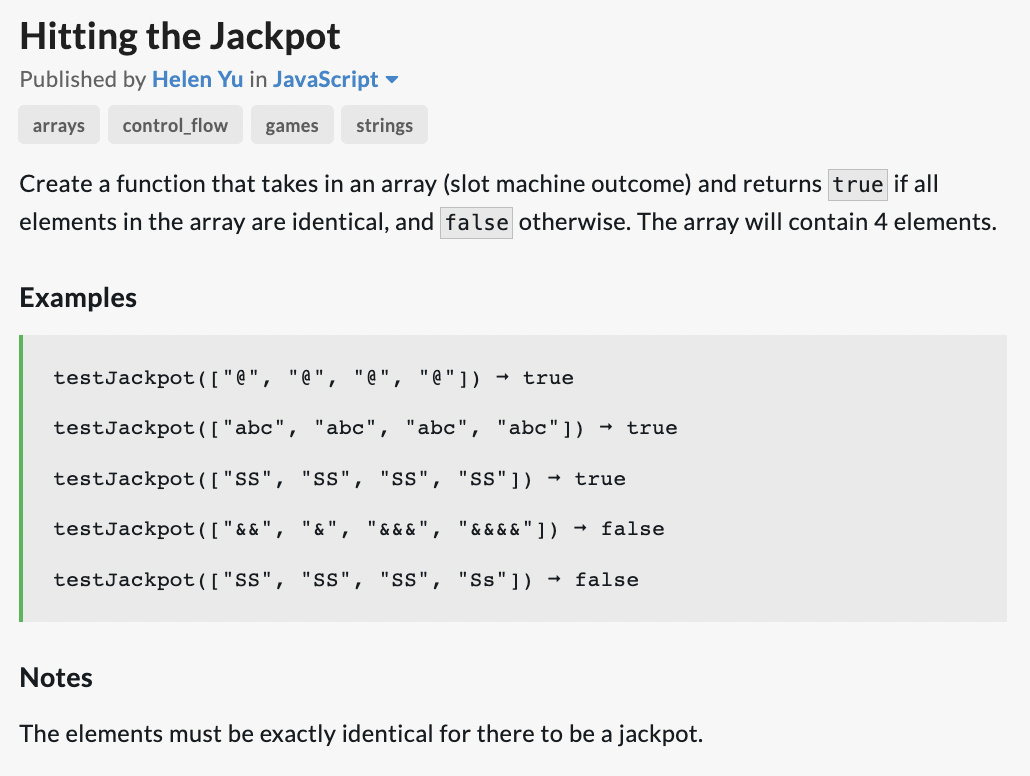 Hitting the Jackpot
Published by Helen Yu in JavaScript
arrays control_flow games strings
Create a function that takes in an array (slot machine outcome) and returns true if all
elements in the array are identical, and false otherwise. The array will contain 4 elements.
Examples
testJackpot(["@", "@", "@", "@"]) ➞ true
testJackpot(["abc", "abc", "abc", "abc"]) ➞ true
testJackpot(["SS", "SS", "SS", "SS"]) ➞ true
testJackpot(["&&", "&", "&&&", "&&&&"]) ➞ false
testJackpot(["SS", "SS", "SS", "Ss"]) ➞ false
Notes
The elements must be exactly identical for there to be a jackpot.